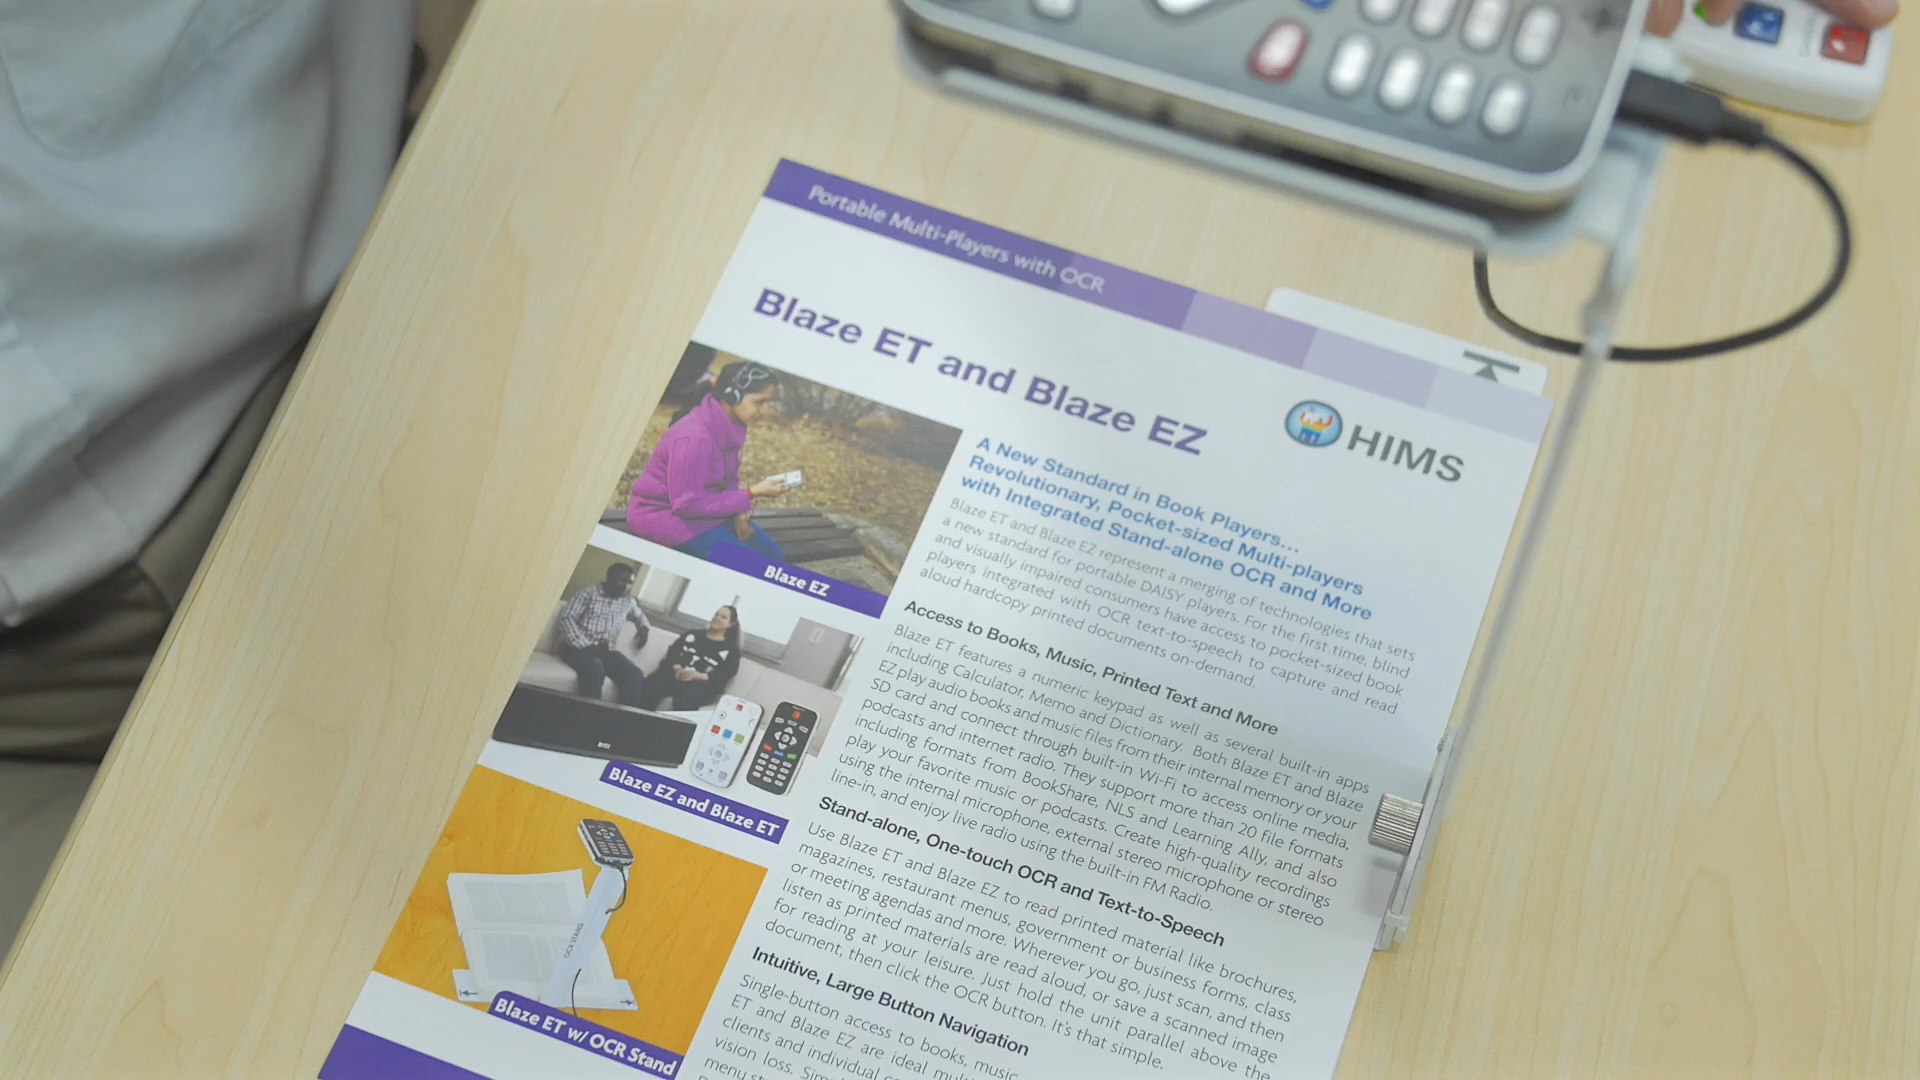 Portable Multi-Players with OCR
Blaze ET and Blaze EZ
HIMS
A New Standard in Book Players...
Revolutionary, Pocket-sized Multi-players
with Integrated Stand-alone OCR and More
Blaze ET and Blaze EZ represent a merging of technologies that sets
a new standard for portable DAISY players. For the first time, blind
and visually impaired consumers have access to pocket-sized book
players integrated with OCR text-to-speech to capture and read
aloud hardcopy printed documents on-demand.
Access to Books, Music, Printed Text and More
Blaze ET features a numeric keypad as well as several built-in apps
including Calculator, Memo and Dictionary. Both Blaze ET and Blaze
EZ play audio books and music files from their internal memory or your
SD card and connect through built-in Wi-Fi to access online media,
podcasts and internet radio. They support more than 20 file formats
including formats from BookShare, NLS and Learning Ally, and also
play your favorite music or podcasts. Create high-quality recordings
using the internal microphone, external stereo microphone or stereo
line-in, and enjoy live radio using the built-in FM Radio.
Stand-alone, One-touch OCR and Text-to-Speech
Use Blaze ET and Blaze EZ to read printed material like brochures,
magazines, restaurant menus, government or business forms, class
or meeting agendas and more. Wherever you go, just scan, and then
listen as printed materials are read aloud, or save a scanned image
for reading at your leisure. Just hold the unit parallel above the
document, then click the OCR button. It's that simple.
Intuitive, Large Button Navigation
Single-button access to books, music
ET and Blaze EZ are ideal
clients and individual
vision loss.
menu
Blaze EZ
Blaze EZ and Blaze ET
OCR STAND
Blaze ET w/ OCR Stand